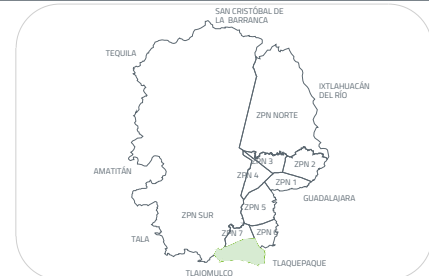 SAN CRISTÓBAL DE
LA BARRANCA
TEQUILA
IXTLAHUACÁN
DEL RÍO
ZPN NORTE
ZPN 3
ZPN 2
AMATITÁN
ZPN 4
ZPN 1
GUADALAJARA
ZPN 5
ZPN SUR
ZPN 7
ZPN 6
TALA
TLAQUEPAQUE
TLAJOMULCO